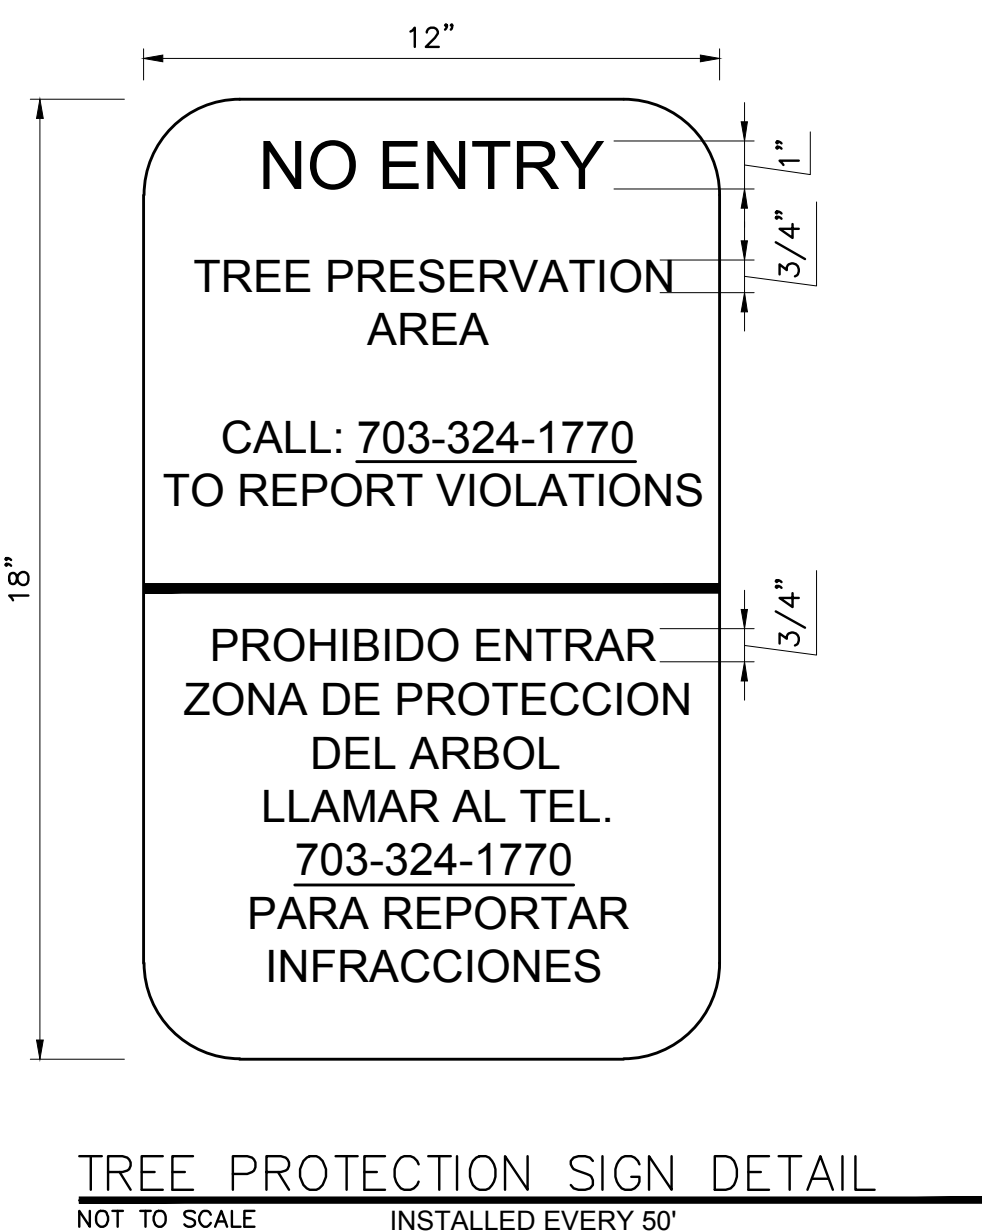 12"
NO ENTRY
1"
3/4"
TREE PRESERVATION
AREA
CALL: 703-324-1770
TO REPORT VIOLATIONS
18"
3/4"
PROHIBIDO ENTRAR
ZONA DE PROTECCION
DEL ARBOL
LLAMAR AL TEL.
703-324-1770
PARA REPORTAR
INFRACCIONES
TREE PROTECTION SIGN DETAIL
NOT TO SCALE INSTALLED EVERY 50'